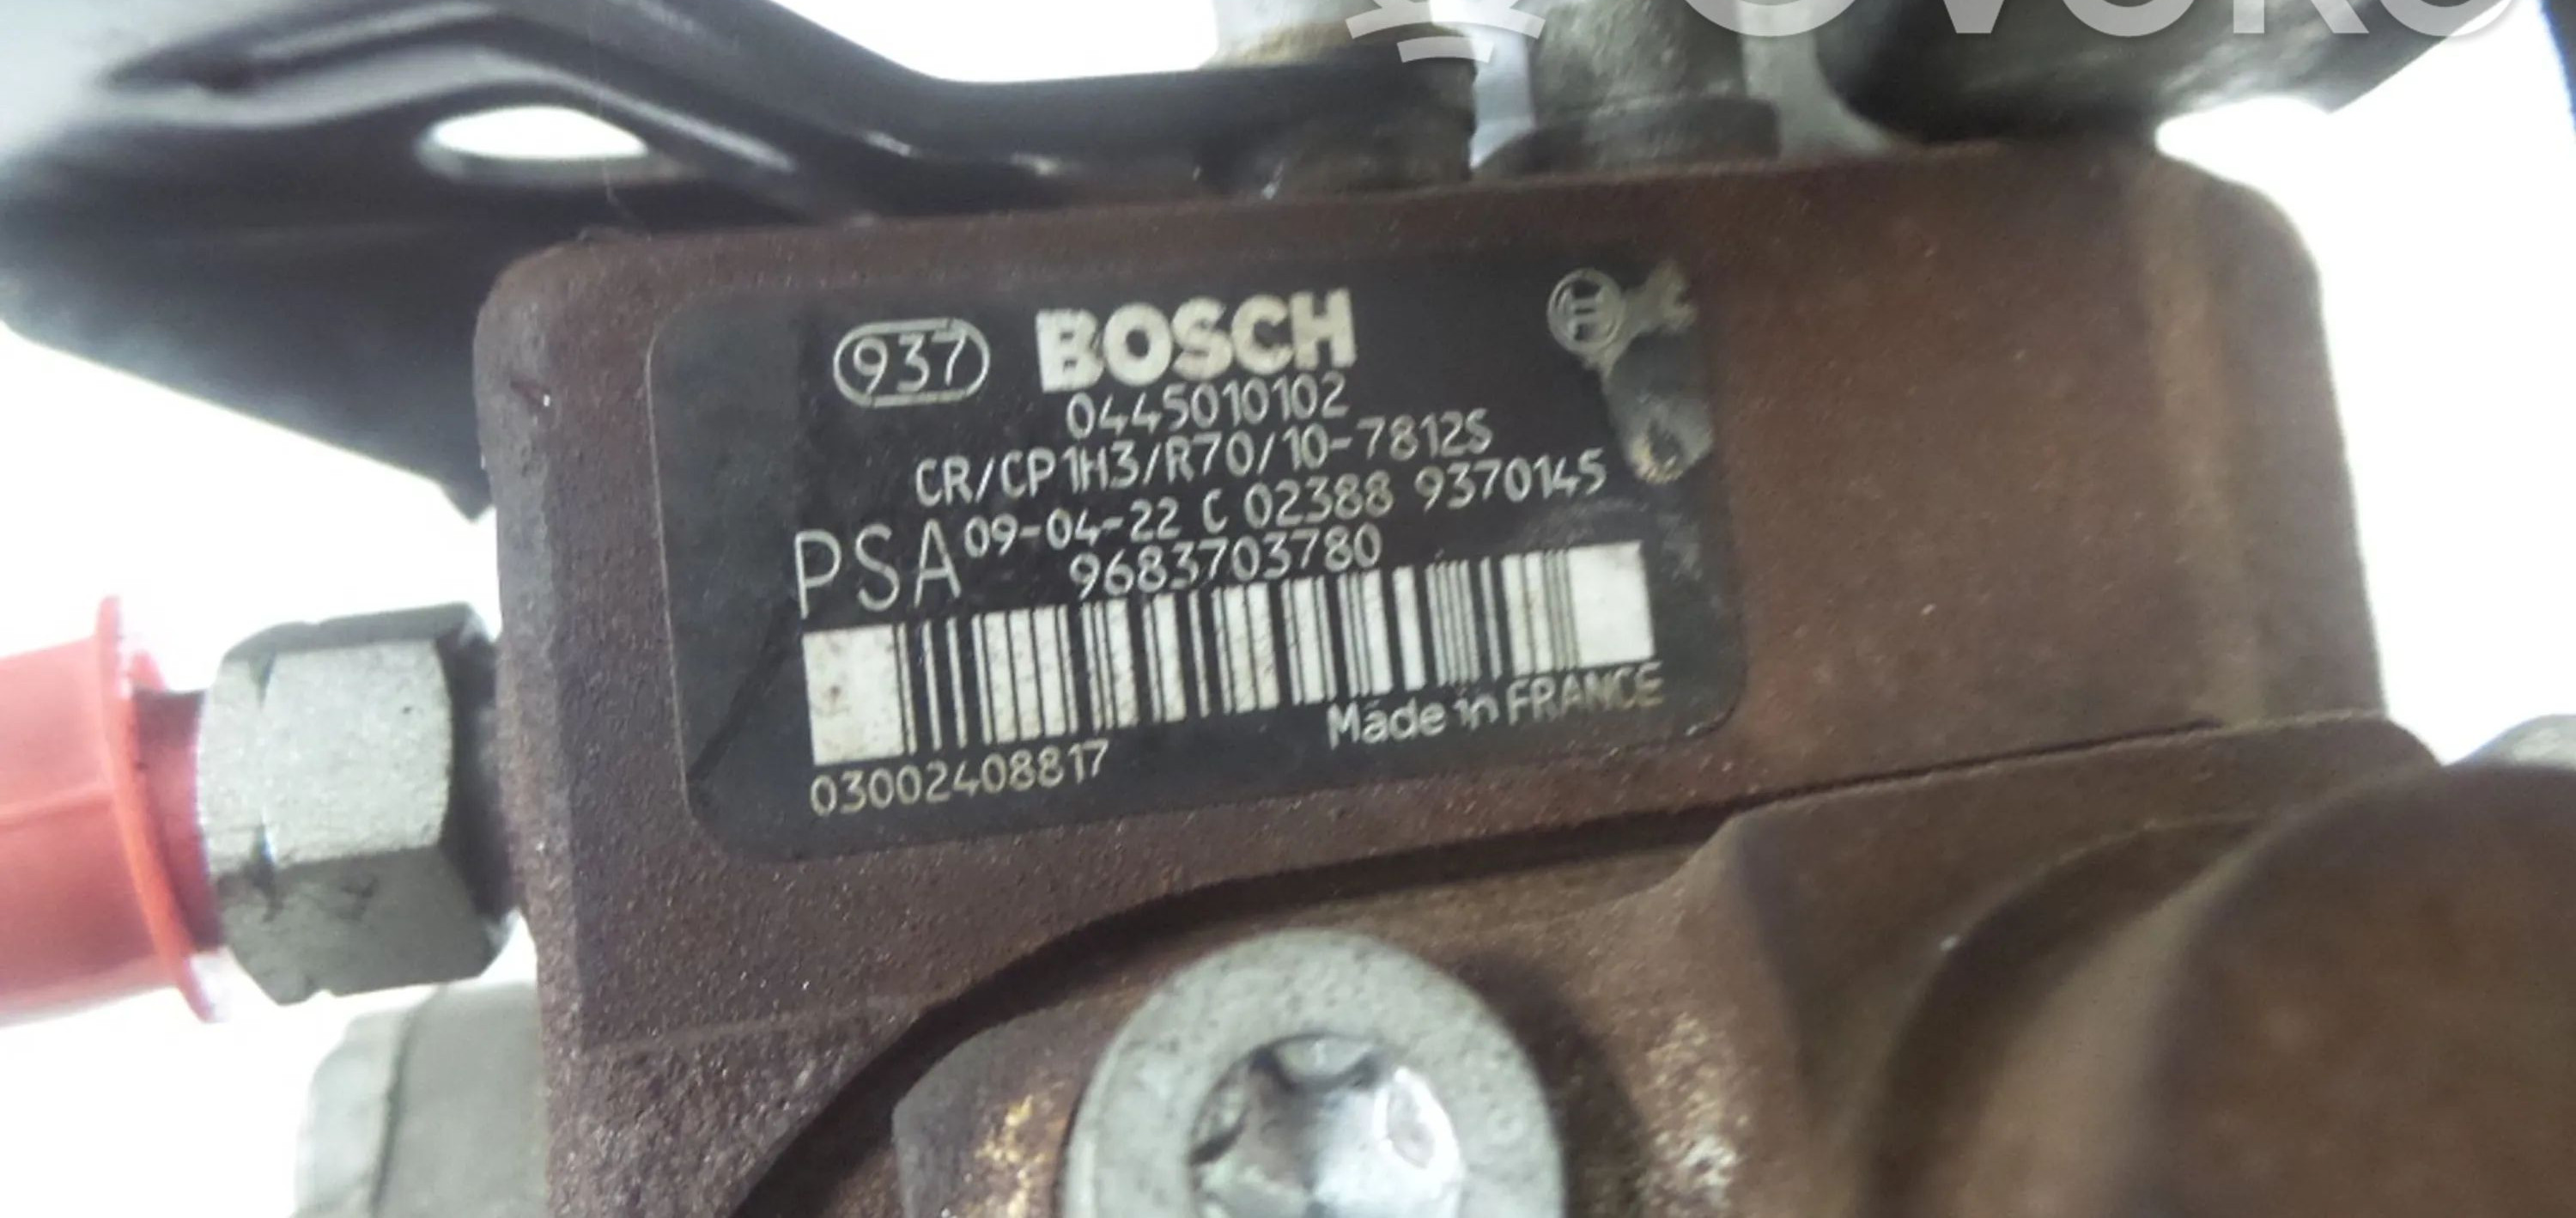 937 BOSCH
0445010102
CR/CP1H3/R70/10-7812S
PSA 09-04-22 C 02388 9370145
9683703780
Made in FRANCE
03002408817